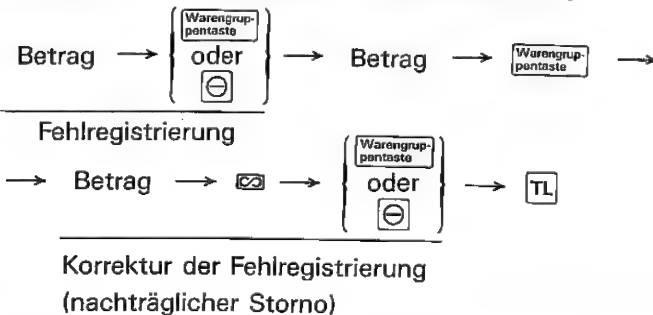 Betrag → { Warengrup-
pentaste
oder
⊖ } → Betrag → Warengrup-
pentaste →
Fehlregistrierung
→ Betrag → → { Warengrup-
pentaste
oder
⊖ } → TL
Korrektur der Fehlregistrierung
(nachträglicher Storno)